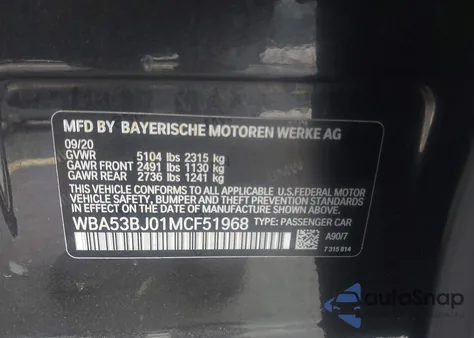 MFD BY BAYERISCHE MOTOREN WERKE AG
09/20
GVWR 5104 lbs 2315 kg
GAWR FRONT 2491 lbs 1130 kg
GAWR REAR 2736 lbs 1241 kg
THIS VEHICLE CONFORMS TO ALL APPLICABLE U.S.FEDERAL MOTOR
VEHICLE SAFETY, BUMPER, AND THEFT PREVENTION STANDARDS IN
EFFECT ON THE DATE OF MANUFACTURE SHOWN ABOVE.
WBA53BJ01MCF51968 TYPE: PASSENGER CAR
A90/7
7 315 814
autoSnap